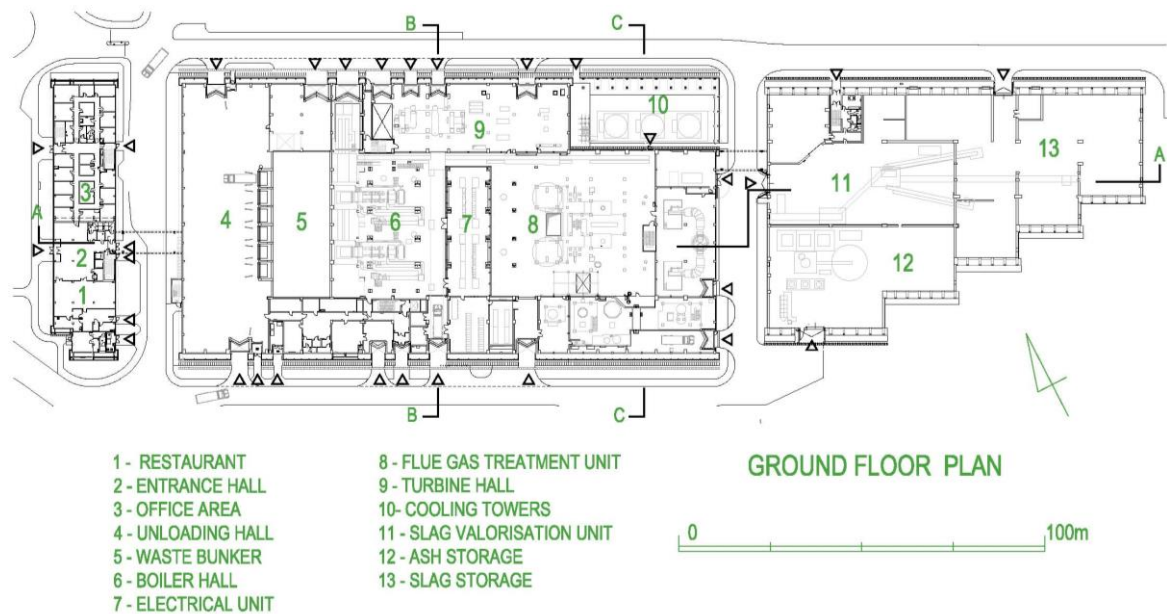 B
C
10
9
13
A
11
3
4
5
6
7
8
A
2
12
1
B
C
1 - RESTAURANT
2 - ENTRANCE HALL
3 - OFFICE AREA
4 - UNLOADING HALL
5 - WASTE BUNKER
6 - BOILER HALL
7 - ELECTRICAL UNIT
8 - FLUE GAS TREATMENT UNIT
9 - TURBINE HALL
10- COOLING TOWERS
11 - SLAG VALORISATION UNIT
12 - ASH STORAGE
13 - SLAG STORAGE
GROUND FLOOR PLAN
0 100m